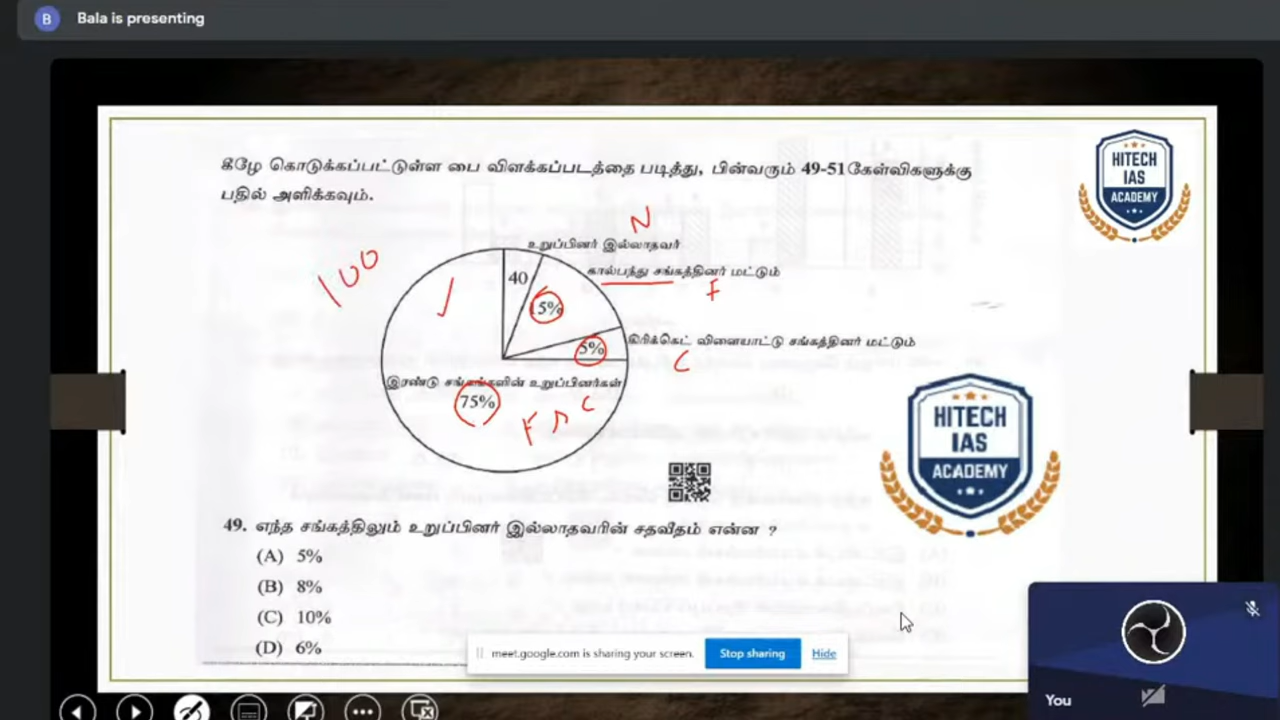 B Bala is presenting
கீழே கொடுக்கப்பட்டுள்ள பை விளக்கப்படத்தை படித்து, பின்வரும் 49-51கேள்விகளுக்கு
பதில் அளிக்கவும்.
HITECH
IAS
ACADEMY
N
உறுப்பினர் இல்லாதவர்
100
40
கால்பந்து சங்கத்தினர் மட்டும்
F
15%
கிரிக்கெட் விளையாட்டு சங்கத்தினர் மட்டும்
5%
C
இரண்டு சங்கங்களின் உறுப்பினர்கள்
75%
F n C
HITECH
IAS
ACADEMY
49. எந்த சங்கத்திலும் உறுப்பினர் இல்லாதவரின் சதவீதம் என்ன ?
(A) 5%
(B) 8%
(C) 10%
(D) 6%
meet.google.com is sharing your screen. Stop sharing Hide
You